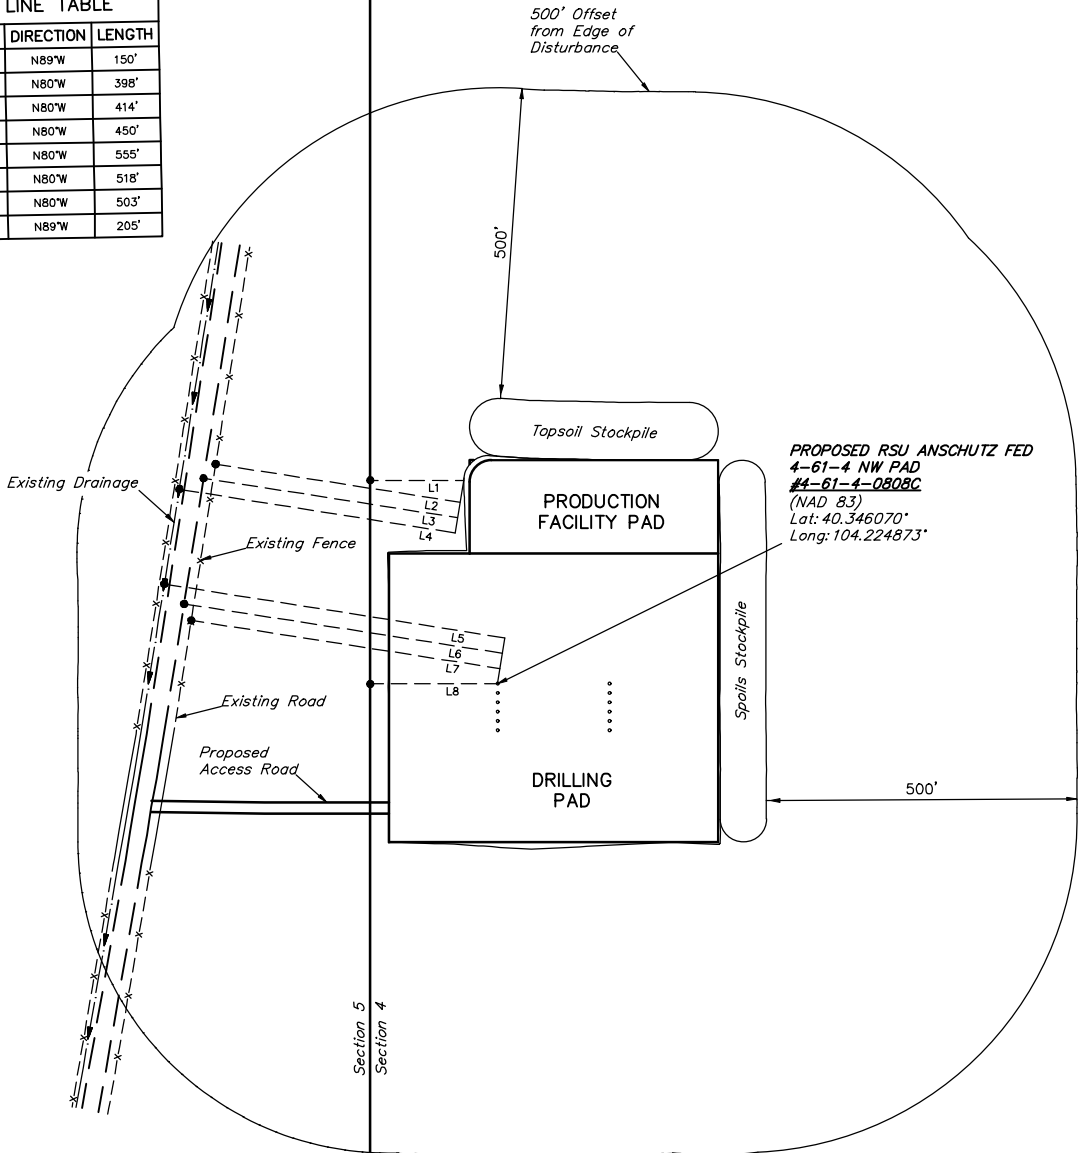 LINE TABLE
DIRECTION LENGTH
N89°W 150'
N80°W 398'
N80°W 414'
N80°W 450'
N80°W 555'
N80°W 518'
N80°W 503'
N89°W 205'
500' Offset
from Edge of
Disturbance
500'
Topsoil Stockpile
PROPOSED RSU ANSCHUTZ FED
4-61-4 NW PAD
#4-61-4-0808C
(NAD 83)
Lat: 40.346070°
Long: 104.224873°
Existing Drainage
L1
L2
L3
L4
PRODUCTION
FACILITY PAD
Existing Fence
L5
L6
L7
L8
Spoils Stockpile
Existing Road
Proposed
Access Road
DRILLING
PAD
500'
Section 5
Section 4